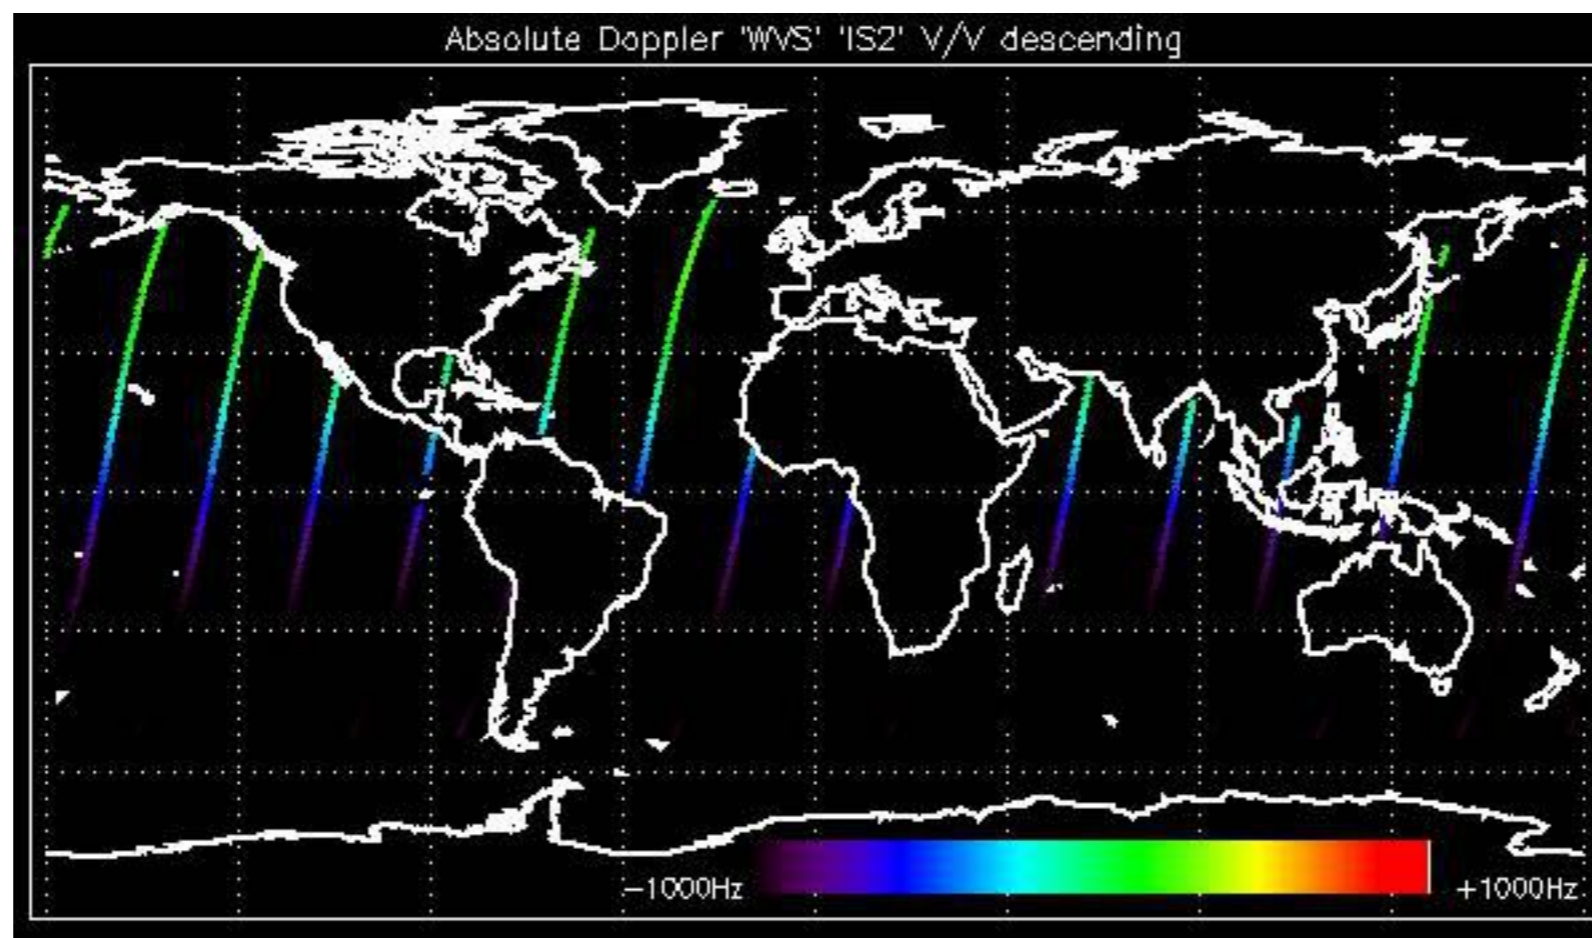 Absolute Doppler 'WVS' 'IS2' V/V descending
−1000Hz
+1000Hz